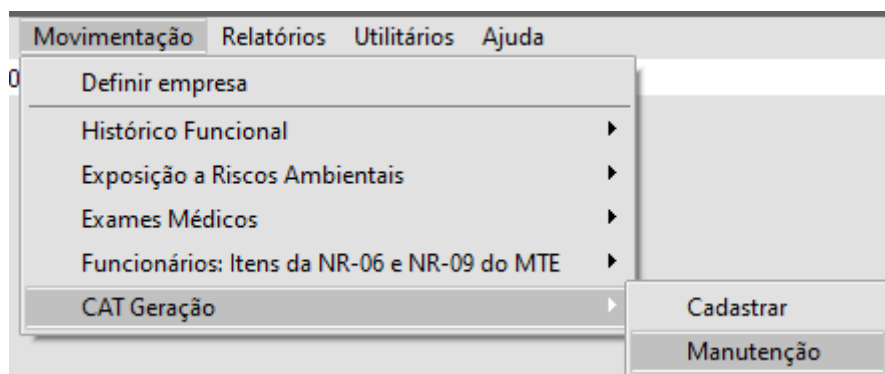 Movimentação Relatórios Utilitários Ajuda
0
Definir empresa
Histórico Funcional
Exposição a Riscos Ambientais
Exames Médicos
Funcionários: Itens da NR-06 e NR-09 do MTE
CAT Geração
Cadastrar
Manutenção